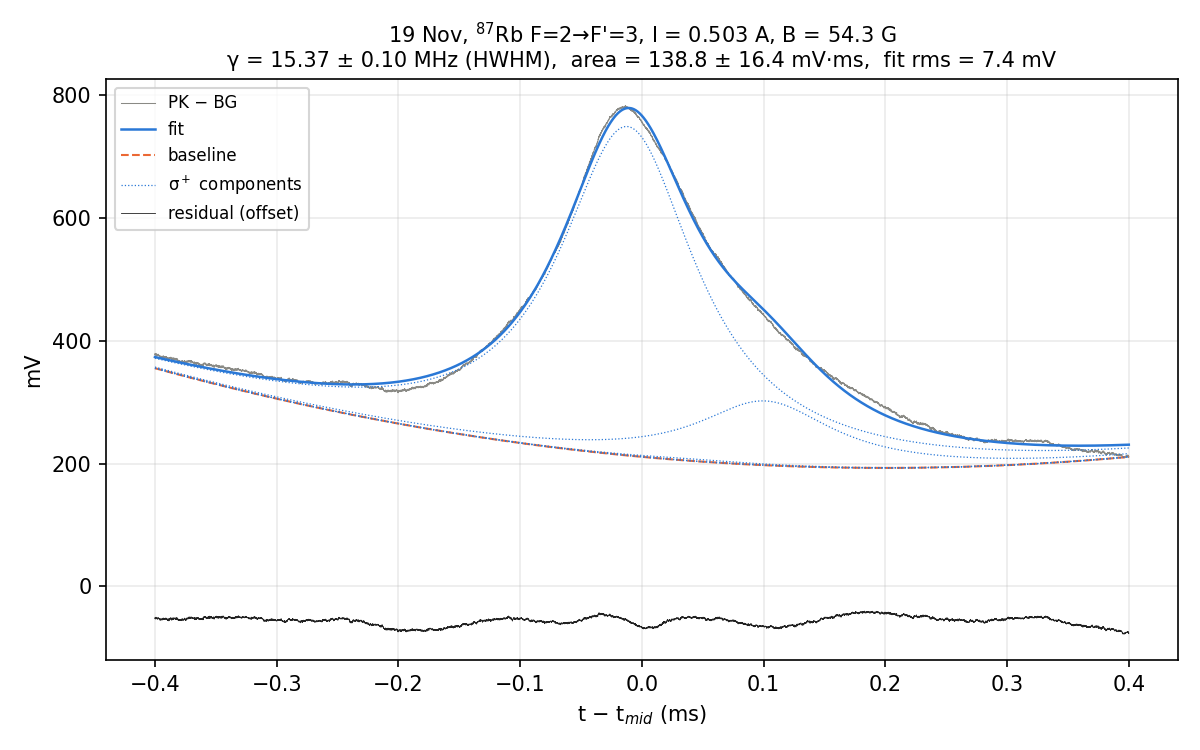 19 Nov, ⁸⁷Rb F=2→F'=3, I = 0.503 A, B = 54.3 G
γ = 15.37 ± 0.10 MHz (HWHM), area = 138.8 ± 16.4 mV·ms, fit rms = 7.4 mV
PK − BG
fit
baseline
σ⁺ components
residual (offset)
800
600
400
200
0
mV
−0.4 −0.3 −0.2 −0.1 0.0 0.1 0.2 0.3 0.4
t − t_mid (ms)